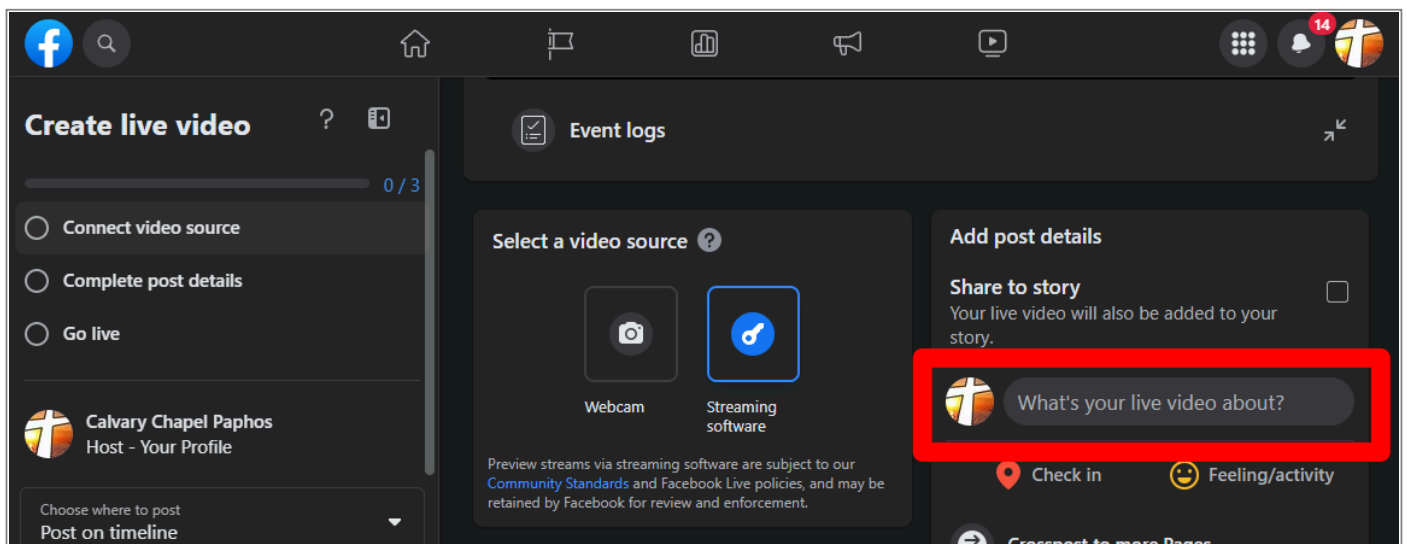 14
Create live video
?
0 / 3
Connect video source
Complete post details
Go live
Calvary Chapel Paphos
Host - Your Profile
Choose where to post
Post on timeline
Event logs
Select a video source ?
Webcam
Streaming
software
Preview streams via streaming software are subject to our
Community Standards and Facebook Live policies, and may be
retained by Facebook for review and enforcement.
Add post details
Share to story
Your live video will also be added to your
story.
What's your live video about?
Check in
Feeling/activity
Crosspost to more Pages